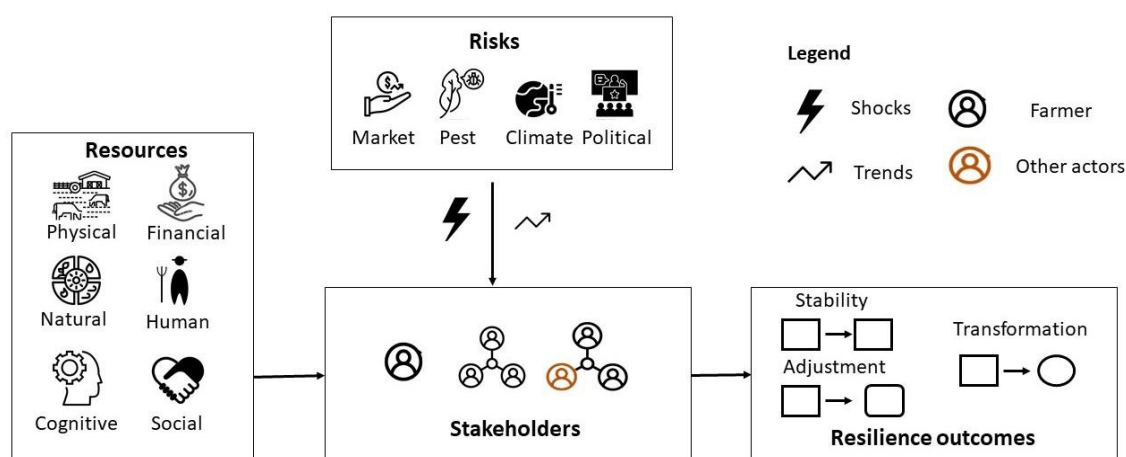 Risks
Market Pest Climate Political
Legend
Shocks Farmer
Trends Other actors
Resources
Physical Financial
Natural Human
Cognitive Social
Stakeholders
Stability
Transformation
Adjustment
Resilience outcomes